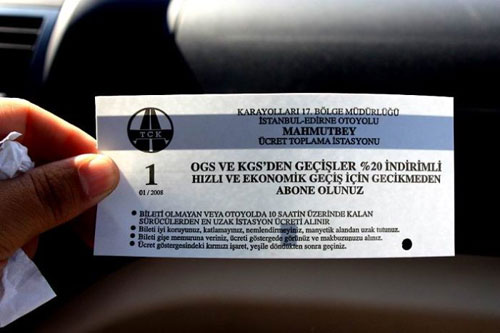 KARAYOLLARI 17. BÖLGE MÜDÜRLÜĞÜ
İSTANBUL-EDİRNE OTOYOLU
MAHMUTBEY
ÜCRET TOPLAMA İSTASYONU
TCK
1
01 / 2008
OGS VE KGS'DEN GEÇİŞLER %20 İNDİRİMLİ
HIZLI VE EKONOMİK GEÇİŞ İÇİN GECİKMEDEN
ABONE OLUNUZ
• BİLETİ OLMAYAN VEYA OTOYOLDA 10 SAATİN ÜZERİNDE KALAN
SÜRÜCÜLERDEN EN UZAK İSTASYON ÜCRETİ ALINIR
• Bileti iyi koruyunuz, katlamayınız, nemlendirmeyiniz, manyetik alandan uzak tutunuz.
• Bileti gişe memuruna veriniz, ücreti göstergede görünüz ve makbuzunuzu alınız.
• Ücret göstergesindeki kırmızı işaret, yeşile döndükten sonra geçiniz.